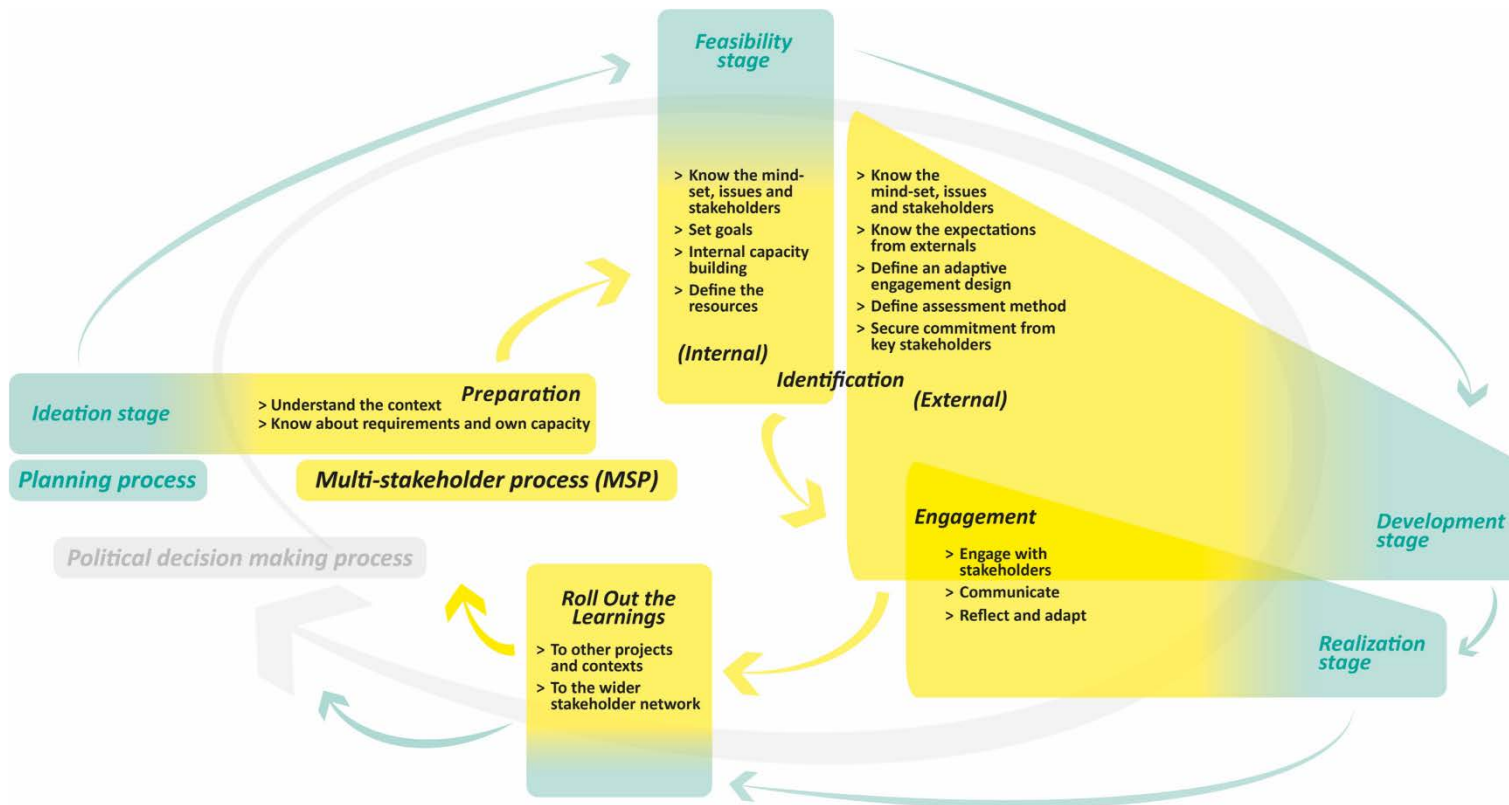 Feasibility
stage
> Know the mind-
set, issues and
stakeholders
> Set goals
> Internal capacity
building
> Define the
resources
(Internal)
> Know the
mind-set, issues
and stakeholders
> Know the expectations
from externals
> Define an adaptive
engagement design
> Define assessment method
> Secure commitment from
key stakeholders
Identification
(External)
Ideation stage
Preparation
> Understand the context
> Know about requirements and own capacity
Planning process
Multi-stakeholder process (MSP)
Political decision making process
Engagement
> Engage with
stakeholders
> Communicate
> Reflect and adapt
Development
stage
Realization
stage
Roll Out the
Learnings
> To other projects
and contexts
> To the wider
stakeholder network